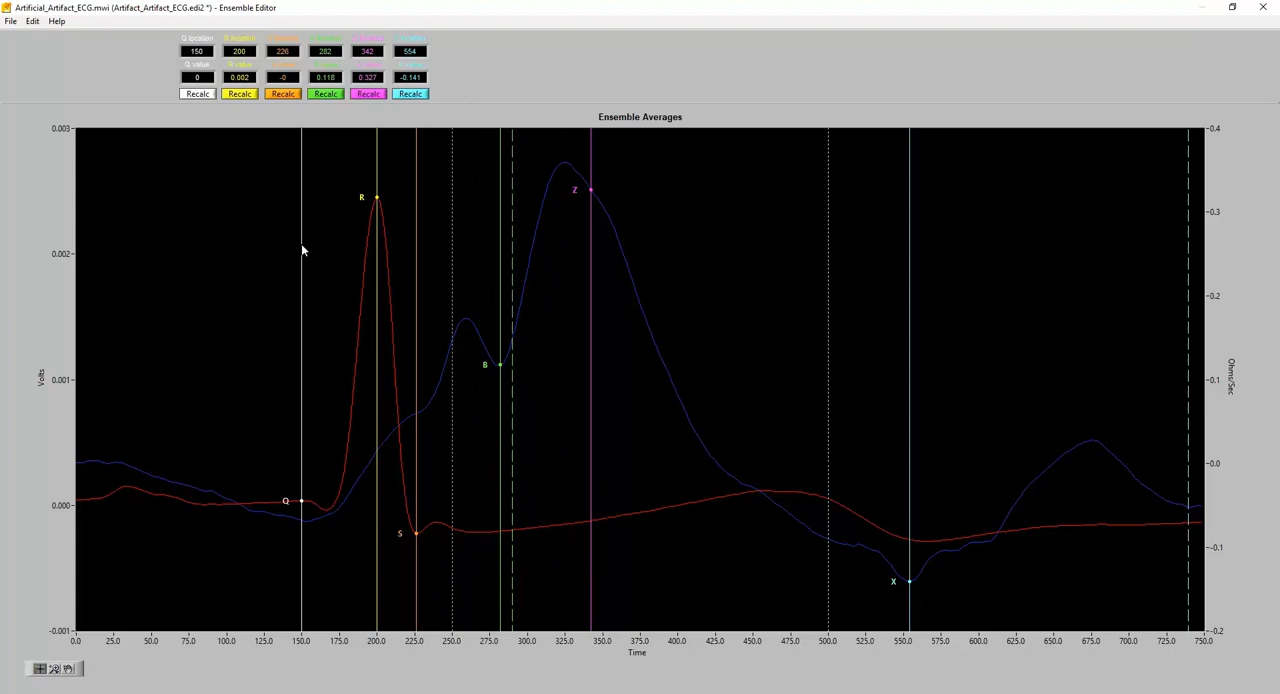 Artificial_Artifact_ECG.mwi (Artifact_Artifact_ECG.edi2 *) - Ensemble Editor
File Edit Help
Q location
150 200 226 282 342 554
Q value
0 0.002 -0 0.118 0.327 -0.141
Recalc Recalc Recalc Recalc Recalc Recalc
Ensemble Averages
0.003 0.4
R Z
0.3
0.002
0.2
Volts 0.001 B 0.1 Ohms/Sec
0.0
Q 0.000
S -0.1
X
-0.001 -0.2
0.0 25.0 50.0 75.0 100.0 125.0 150.0 175.0 200.0 225.0 250.0 275.0 300.0 325.0 350.0 375.0 400.0 425.0 450.0 475.0 500.0 525.0 550.0 575.0 600.0 625.0 650.0 675.0 700.0 725.0 750.0
Time